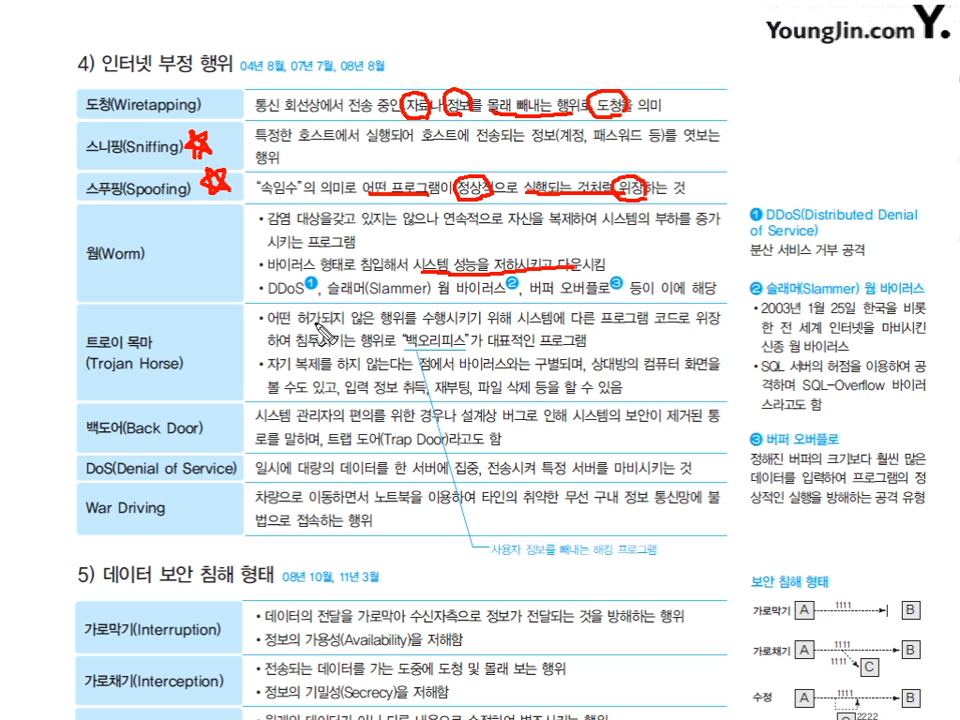 YoungJin.com Y.
4) 인터넷 부정 행위 04년 8월, 07년 7월, 08년 8월
도청(Wiretapping)
통신 회선상에서 전송 중인 자료나 정보를 몰래 빼내는 행위로 도청을 의미
스니핑(Sniffing)
특정한 호스트에서 실행되어 호스트에 전송되는 정보(계정, 패스워드 등)를 엿보는
행위
스푸핑(Spoofing)
“속임수”의 의미로 어떤 프로그램이 정상적으로 실행되는 것처럼 위장하는 것
웜(Worm)
• 감염 대상을갖고 있지는 않으나 연속적으로 자신을 복제하여 시스템의 부하를 증가
시키는 프로그램
• 바이러스 형태로 침입해서 시스템 성능을 저하시키고 다운시킴
• DDoS❶, 슬래머(Slammer) 웜 바이러스❷, 버퍼 오버플로❸ 등이 이에 해당
트로이 목마
(Trojan Horse)
• 어떤 허가되지 않은 행위를 수행시키기 위해 시스템에 다른 프로그램 코드로 위장
하여 침투시키는 행위로 “백오리피스”가 대표적인 프로그램
• 자기 복제를 하지 않는다는 점에서 바이러스와는 구별되며, 상대방의 컴퓨터 화면을
볼 수도 있고, 입력 정보 취득, 재부팅, 파일 삭제 등을 할 수 있음
백도어(Back Door)
시스템 관리자의 편의를 위한 경우나 설계상 버그로 인해 시스템의 보안이 제거된 통
로를 말하며, 트랩 도어(Trap Door)라고도 함
DoS(Denial of Service)
일시에 대량의 데이터를 한 서버에 집중, 전송시켜 특정 서버를 마비시키는 것
War Driving
차량으로 이동하면서 노트북을 이용하여 타인의 취약한 무선 구내 정보 통신망에 불
법으로 접속하는 행위
사용자 정보를 빼내는 해킹 프로그램
❶ DDoS(Distributed Denial
of Service)
분산 서비스 거부 공격
❷ 슬래머(Slammer) 웜 바이러스
• 2003년 1월 25일 한국을 비롯
한 전 세계 인터넷을 마비시킨
신종 웜 바이러스
• SQL 서버의 허점을 이용하여 공
격하며 SQL-Overflow 바이러
스라고도 함
❸ 버퍼 오버플로
정해진 버퍼의 크기보다 훨씬 많은
데이터를 입력하여 프로그램의 정
상적인 실행을 방해하는 공격 유형
5) 데이터 보안 침해 형태 08년 10월, 11년 3월
가로막기(Interruption)
• 데이터의 전달을 가로막아 수신자측으로 정보가 전달되는 것을 방해하는 행위
• 정보의 가용성(Availability)을 저해함
가로채기(Interception)
• 전송되는 데이터를 가는 도중에 도청 및 몰래 보는 행위
• 정보의 기밀성(Secrecy)을 저해함
보안 침해 형태
가로막기 A 1111 B
가로채기 A 1111 B
1111 C
수정 A 1111 B
2222